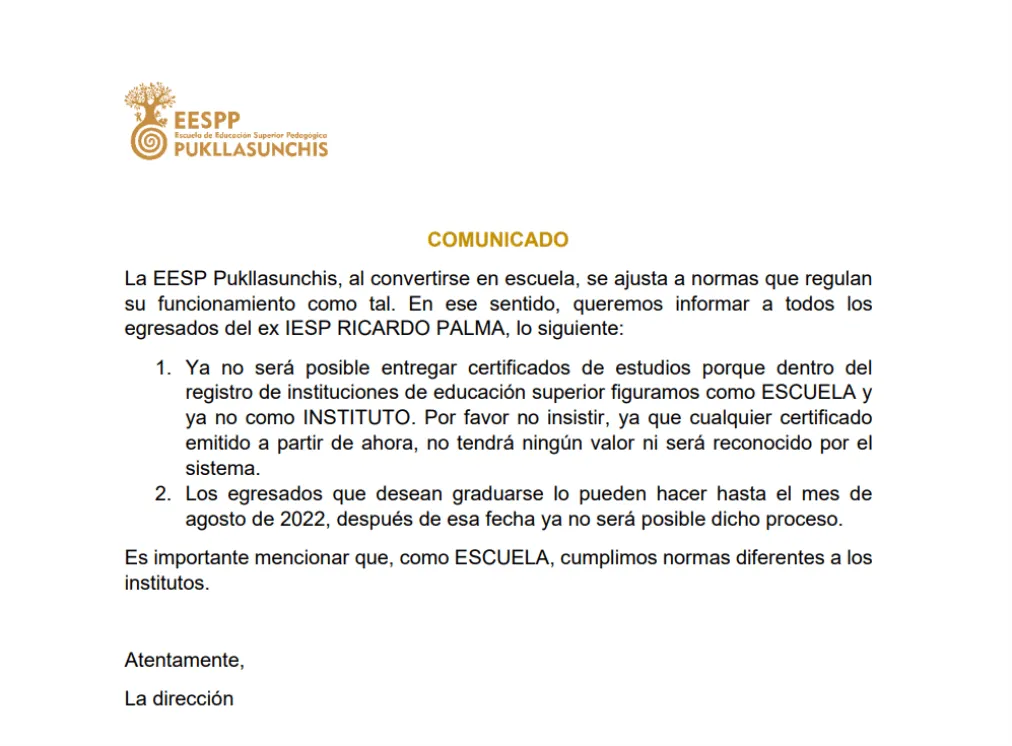 EESPP
Escuela de Educación Superior Pedagógica
PUKLLASUNCHIS
COMUNICADO
La EESP Pukllasunchis, al convertirse en escuela, se ajusta a normas que regulan
su funcionamiento como tal. En ese sentido, queremos informar a todos los
egresados del ex IESP RICARDO PALMA, lo siguiente:
1. Ya no será posible entregar certificados de estudios porque dentro del
registro de instituciones de educación superior figuramos como ESCUELA y
ya no como INSTITUTO. Por favor no insistir, ya que cualquier certificado
emitido a partir de ahora, no tendrá ningún valor ni será reconocido por el
sistema.
2. Los egresados que desean graduarse lo pueden hacer hasta el mes de
agosto de 2022, después de esa fecha ya no será posible dicho proceso.
Es importante mencionar que, como ESCUELA, cumplimos normas diferentes a los
institutos.
Atentamente,
La dirección